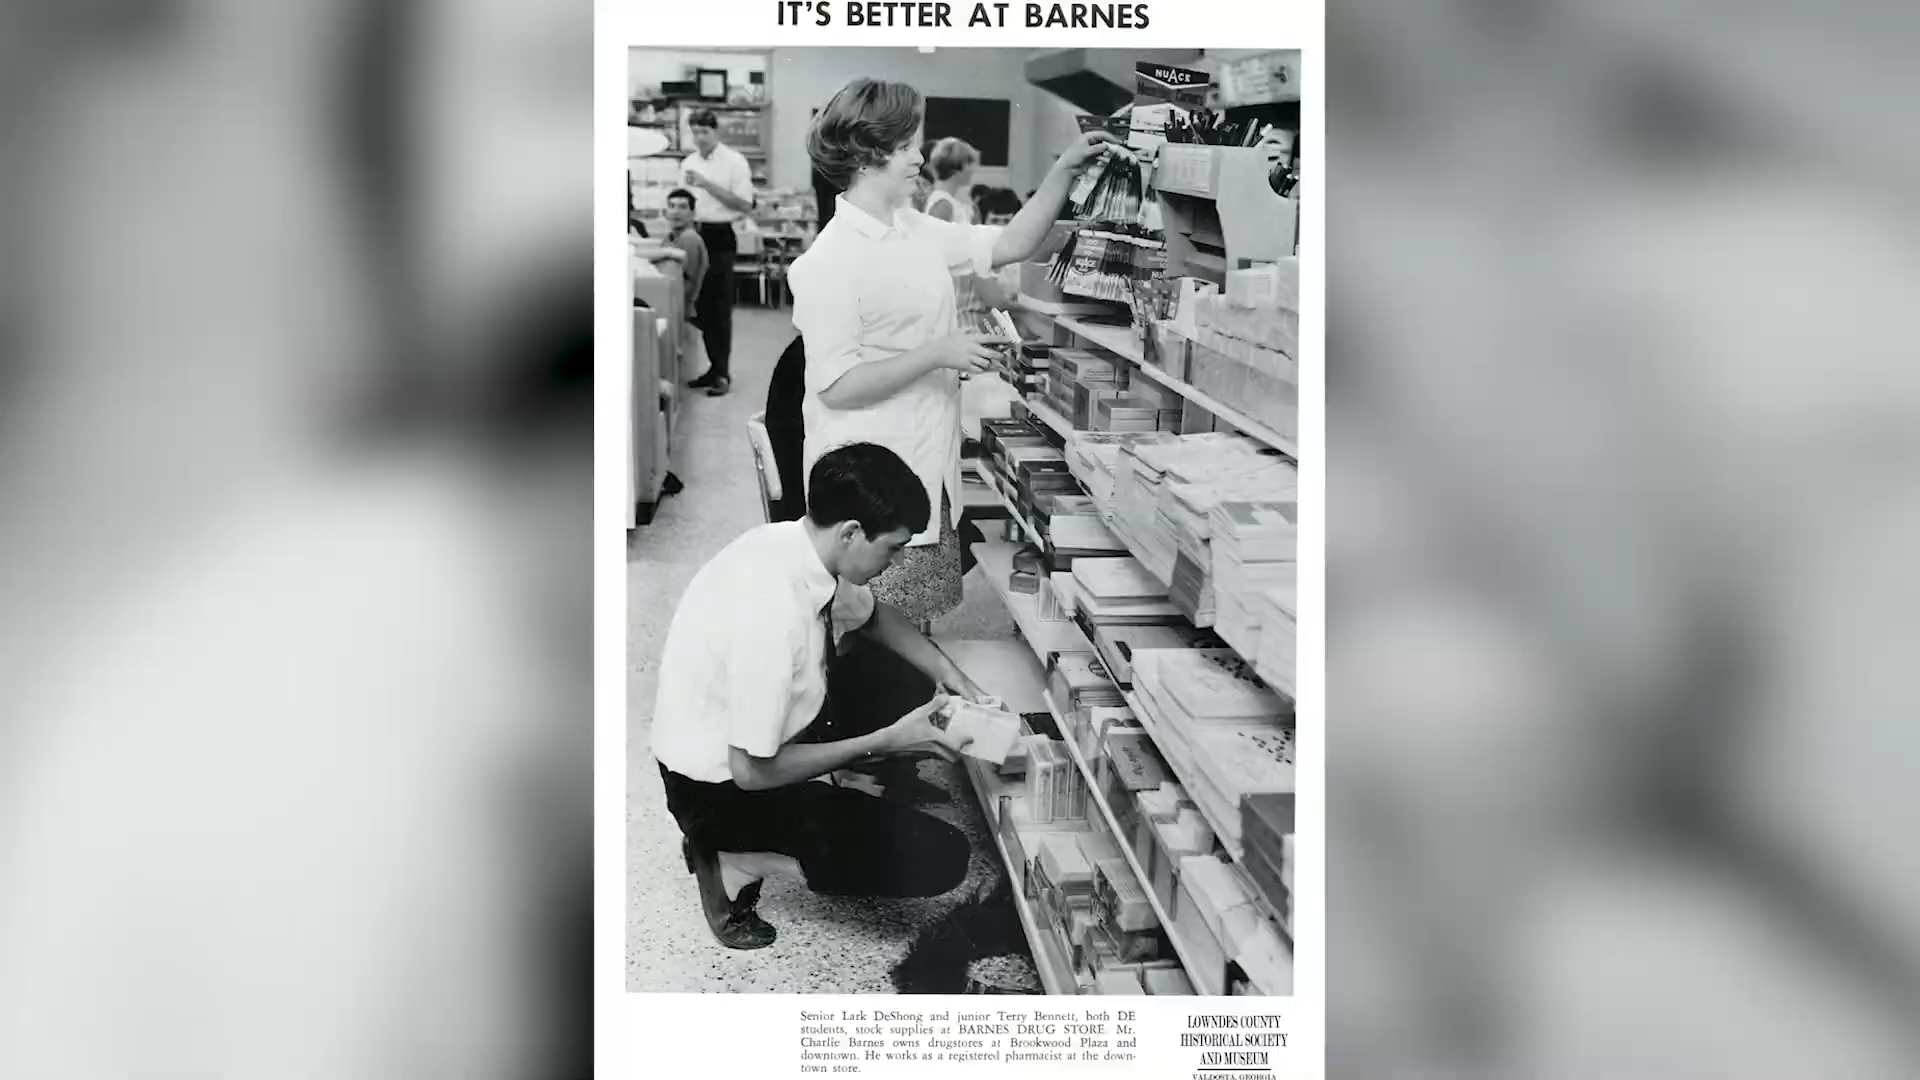 IT'S BETTER AT BARNES
NUACE
Senior Lark DeShong and junior Terry Bennett, both DE
students, stock supplies at BARNES DRUG STORE. Mr.
Charlie Barnes owns drugstores at Brookwood Plaza and
downtown. He works as a registered pharmacist at the down-
town store.
LOWNDES COUNTY
HISTORICAL SOCIETY
AND MUSEUM
VALDOSTA, GEORGIA